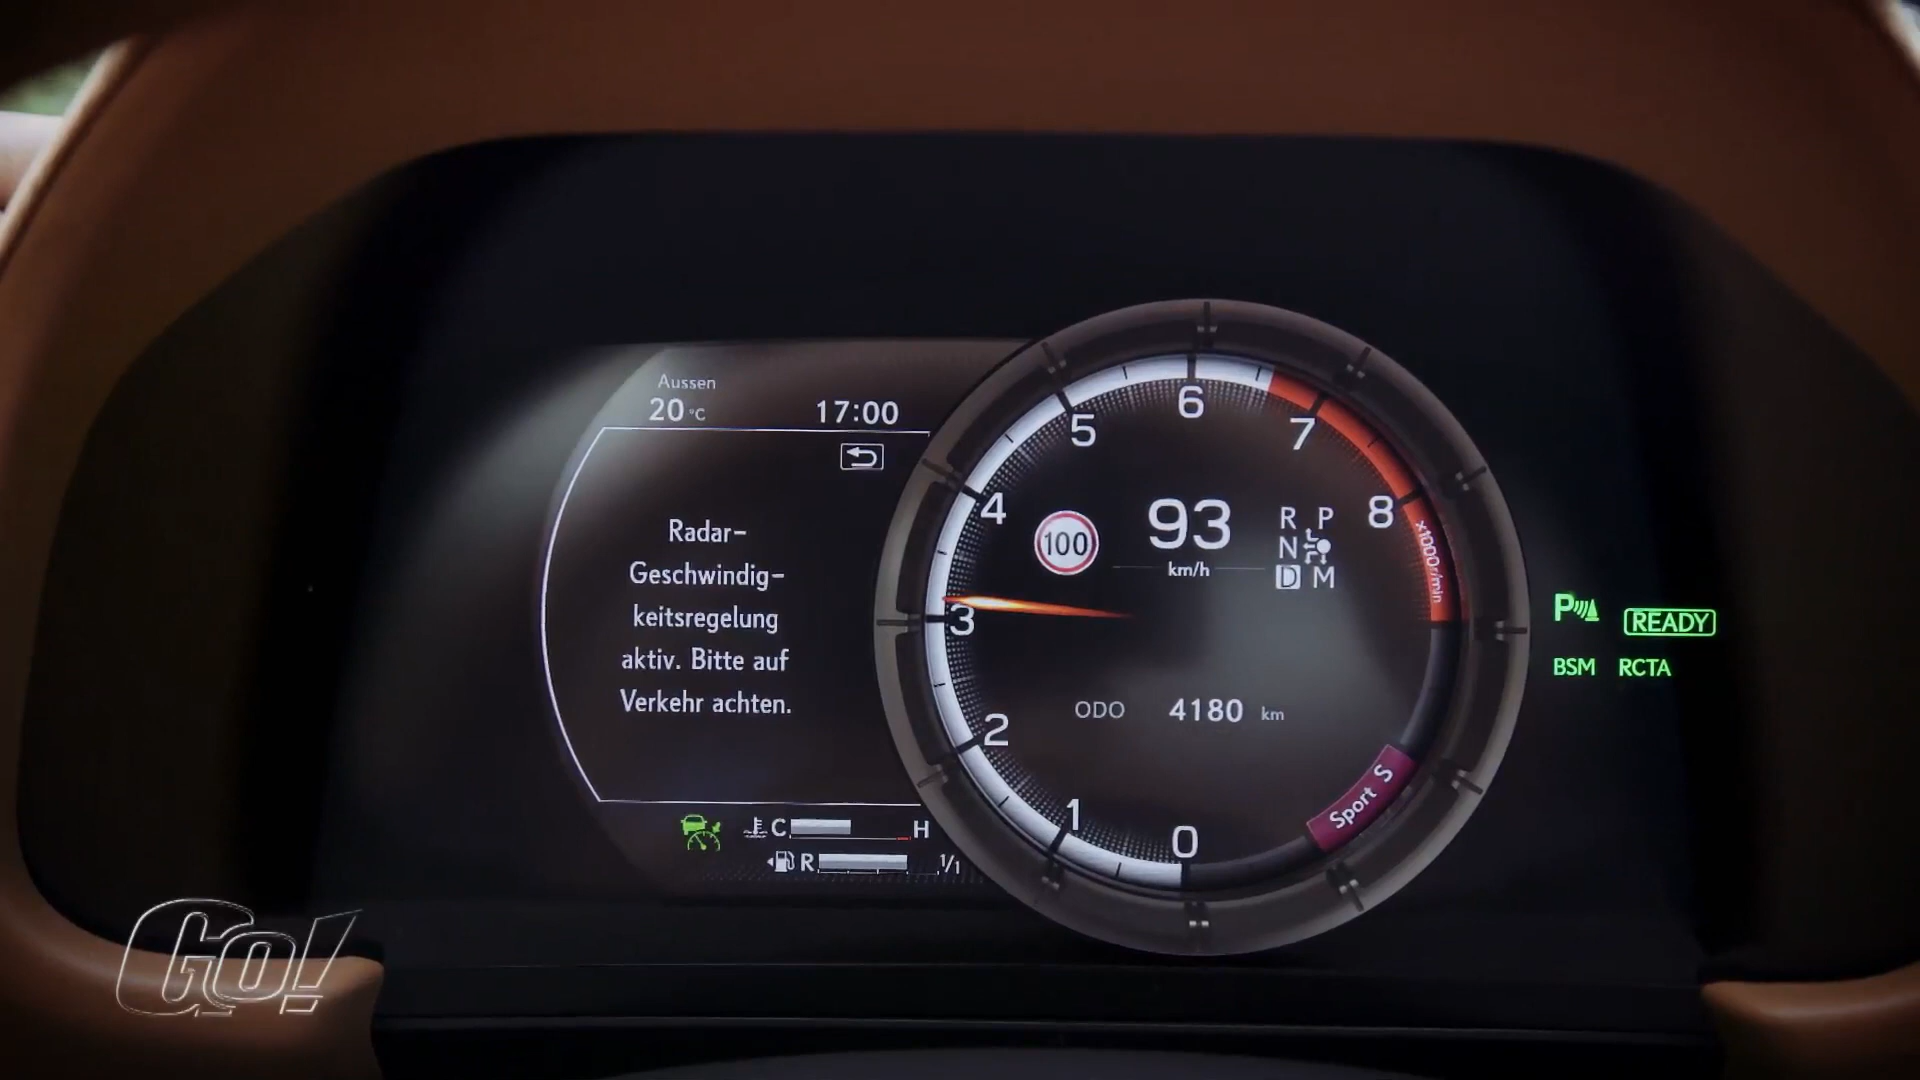 Aussen
20 °C
17:00
Radar-
Geschwindig-
keitsregelung
aktiv. Bitte auf
Verkehr achten.
C H
R 1/1
0
1
2
3
4
5
6
7
8
x1000r/min
100
93
km/h
R P
N
D M
ODO 4180 km
Sport S
P
READY
BSM RCTA
Go!